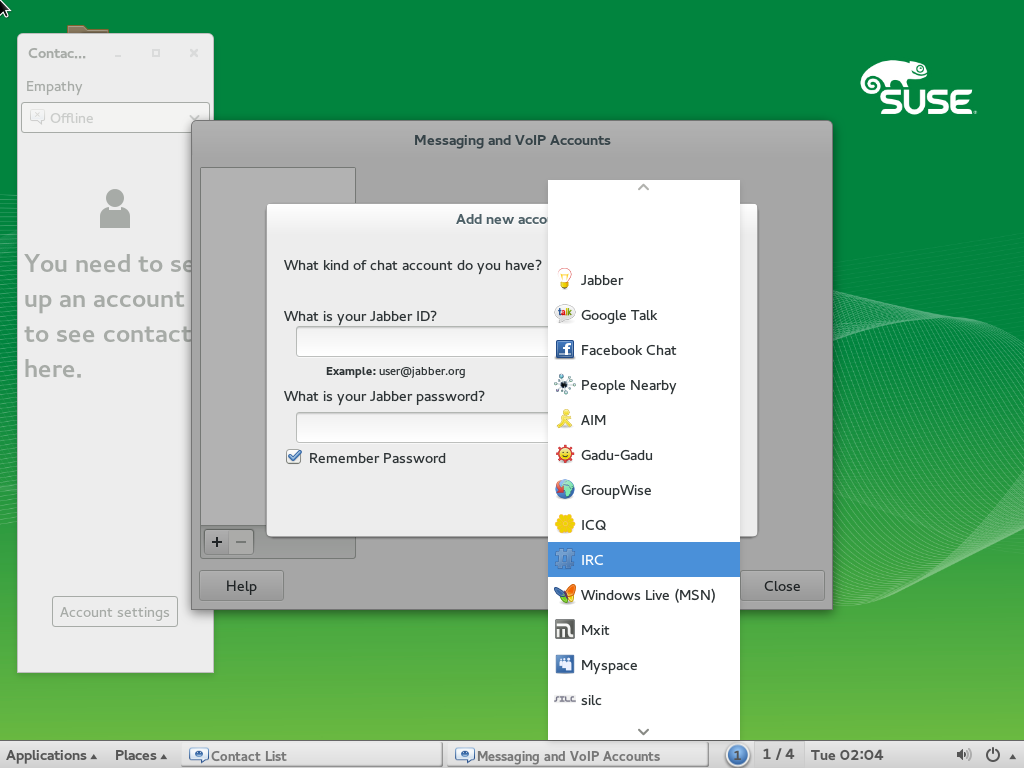 Contac...
Empathy
Offline
You need to se
up an account
to see contact
here.
Account settings
SUSE
Messaging and VoIP Accounts
Add new acco
What kind of chat account do you have?
What is your Jabber ID?
Example: user@jabber.org
What is your Jabber password?
Remember Password
Help
Close
Jabber
talk
Google Talk
Facebook Chat
People Nearby
AIM
Gadu-Gadu
GroupWise
ICQ
IRC
Windows Live (MSN)
Mxit
Myspace
SILC
silc
Applications
Places
Contact List
Messaging and VoIP Accounts
1
1 / 4
Tue 02:04